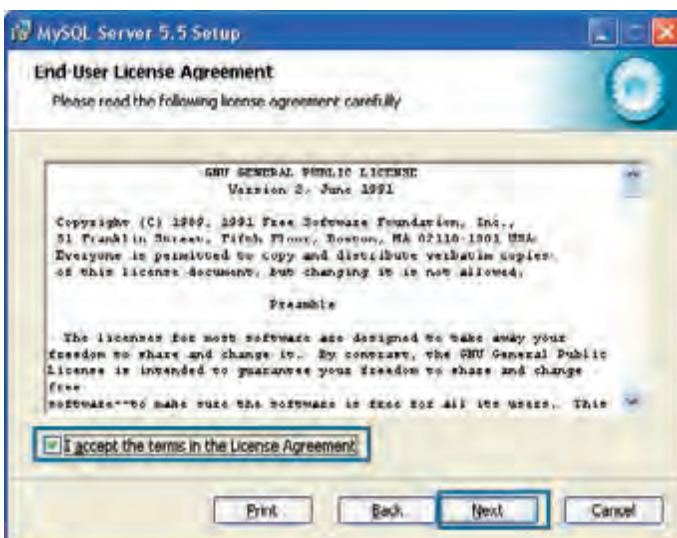 MySQL Server 5.5 Setup
End-User License Agreement
Please read the following license agreement carefully
GNU GENERAL PUBLIC LICENSE
Version 2, June 1991
Copyright (C) 1989, 1991 Free Software Foundation, Inc.,
51 Franklin Street, Fifth Floor, Boston, MA 02110-1301 USA
Everyone is permitted to copy and distribute verbatim copies
of this license document, but changing it is not allowed.
Preamble
The licenses for most software are designed to take away your
freedom to share and change it. By contrast, the GNU General Public
License is intended to guarantee your freedom to share and change
free
software--to make sure the software is free for all its users. This
I accept the terms in the License Agreement
Print
Back
Next
Cancel